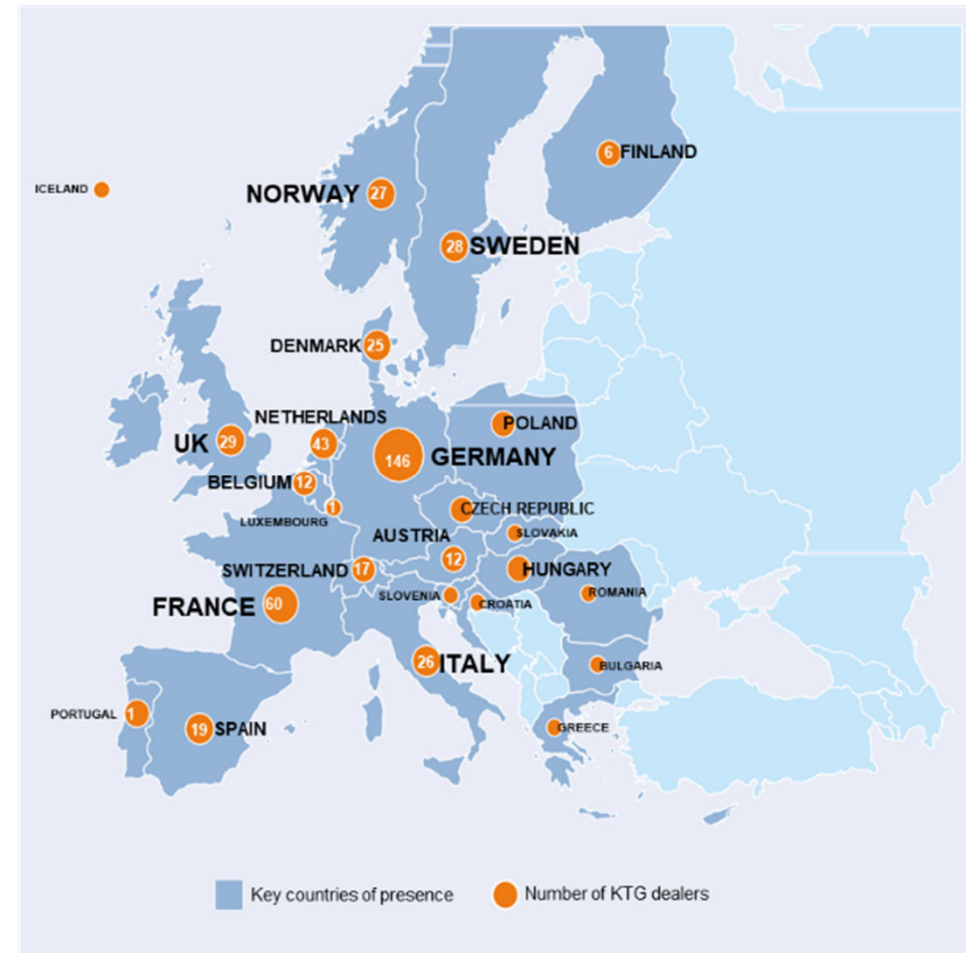 6 FINLAND
ICELAND
NORWAY 27
28 SWEDEN
DENMARK 25
NETHERLANDS
43
POLAND
UK 29
146 GERMANY
BELGIUM 12
1
LUXEMBOURG
CZECH REPUBLIC
SLOVAKIA
AUSTRIA
12
SWITZERLAND 17
HUNGARY
SLOVENIA
ROMANIA
CROATIA
FRANCE 60
26 ITALY
BULGARIA
PORTUGAL 1
19 SPAIN
GREECE
Key countries of presence
Number of KTG dealers